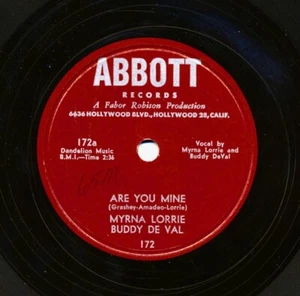 ABBOTT
RECORDS
A Fabor Robison Production
6636 HOLLYWOOD BLVD., HOLLYWOOD 28, CALIF.
172a
Dandelion Music
B.M.I.—Time 2:36
Vocal by
Myrna Lorrie and
Buddy DeVal
ARE YOU MINE
(Grashey-Amadeo-Lorrie)
MYRNA LORRIE
BUDDY DE VAL
172